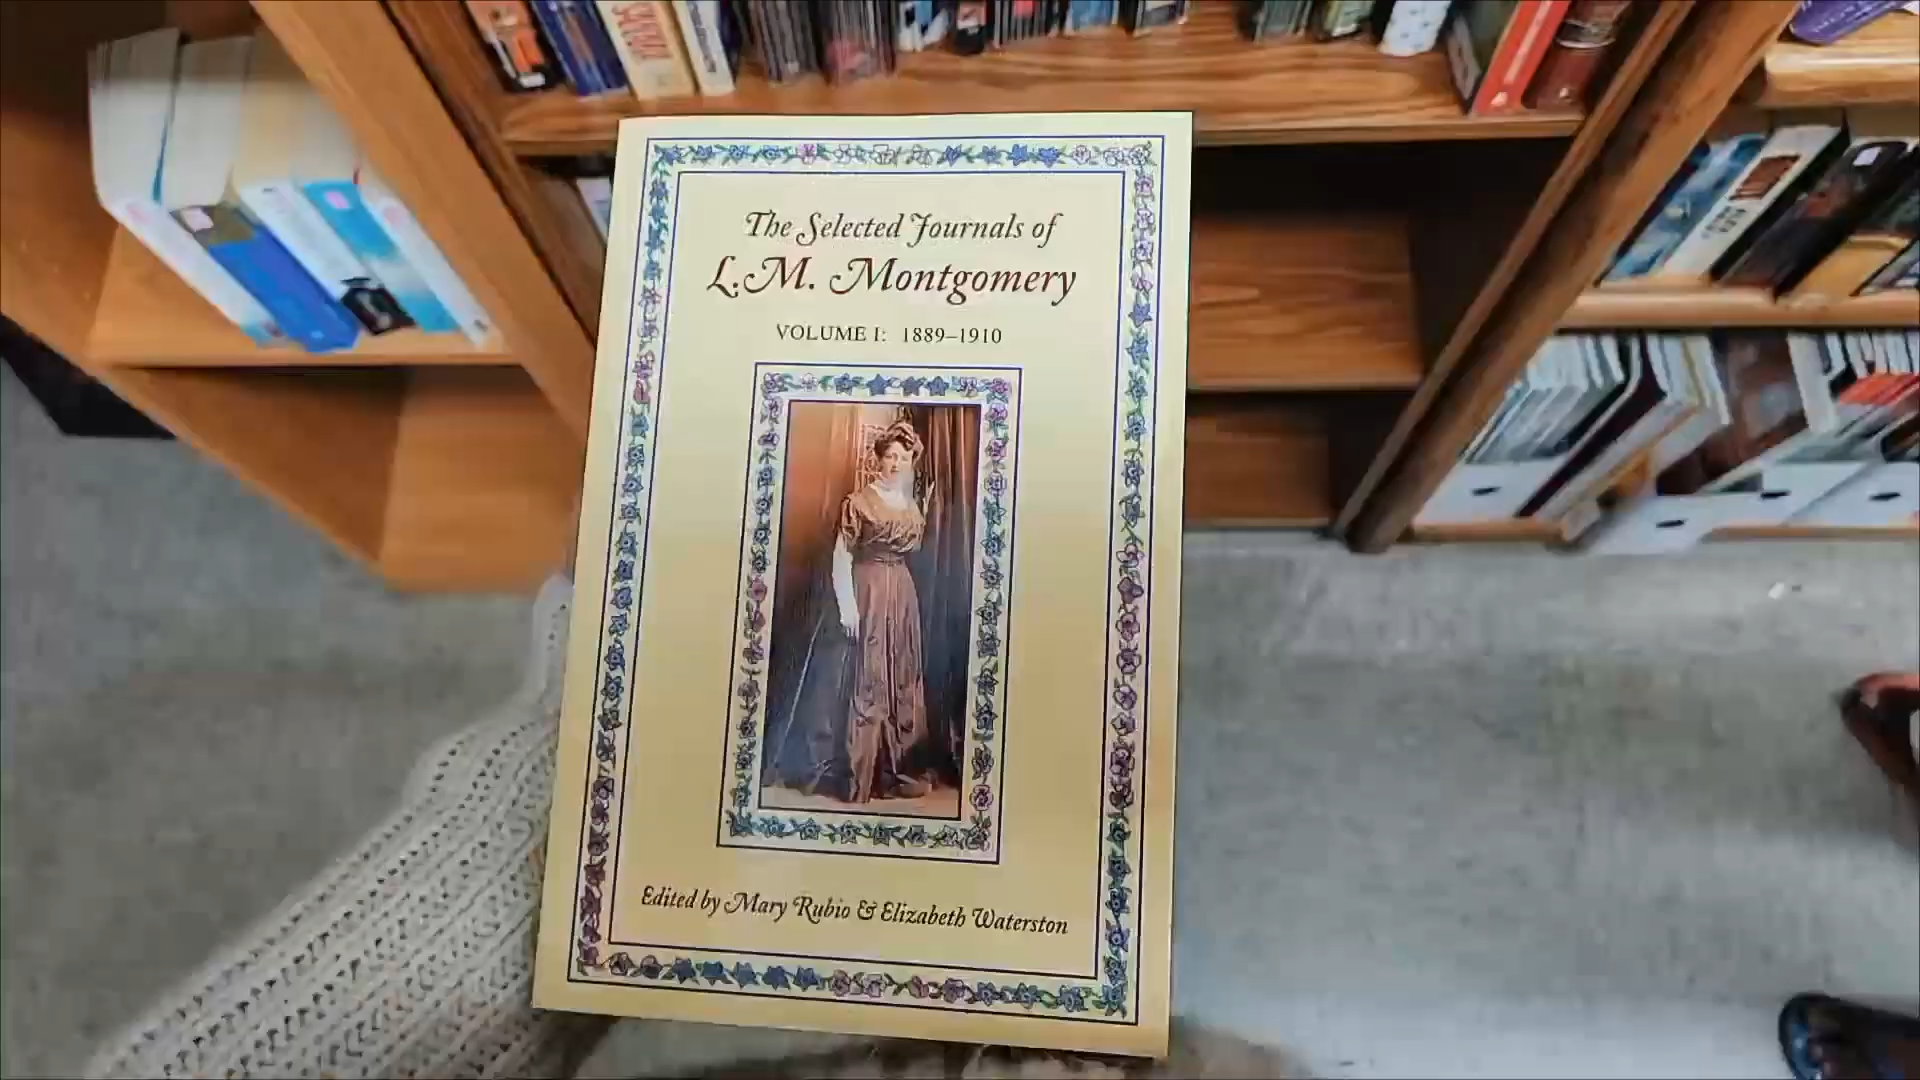 The Selected Journals of
L.M. Montgomery
VOLUME I: 1889–1910
Edited by Mary Rubio & Elizabeth Waterston